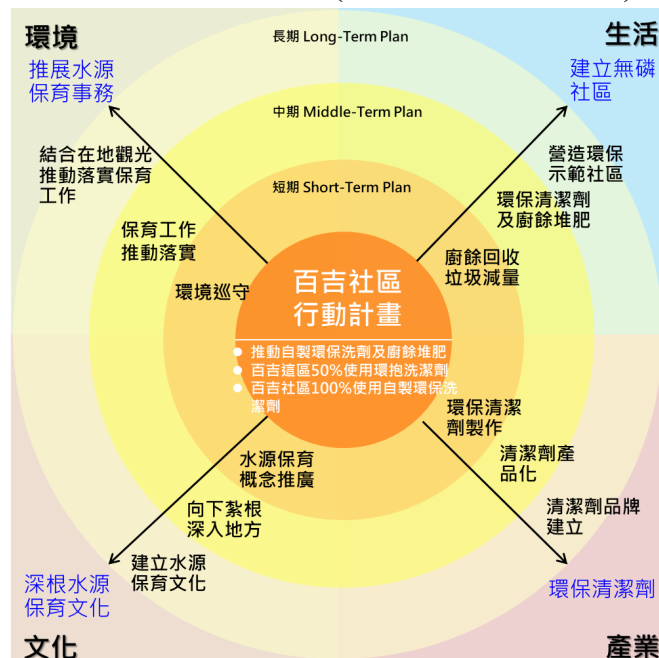 環境
推展水源
保育事務
長期 Long-Term Plan
生活
建立無磷
社區
中期 Middle-Term Plan
結合在地觀光
推動落實保育
工作
營造環保
示範社區
短期 Short-Term Plan
環保清潔劑
及廚餘堆肥
保育工作
推動落實
廚餘回收
垃圾減量
環境巡守
百吉社區
行動計畫
推動自製環保洗劑及廚餘堆肥
百吉這區50%使用環抱洗潔劑
百吉社區100%使用自製環保洗
潔劑
環保清潔
劑製作
水源保育
概念推廣
清潔劑產
品化
向下紮根
深入地方
清潔劑品牌
建立
建立水源
保育文化
深根水源
保育文化
環保清潔劑
文化
產業